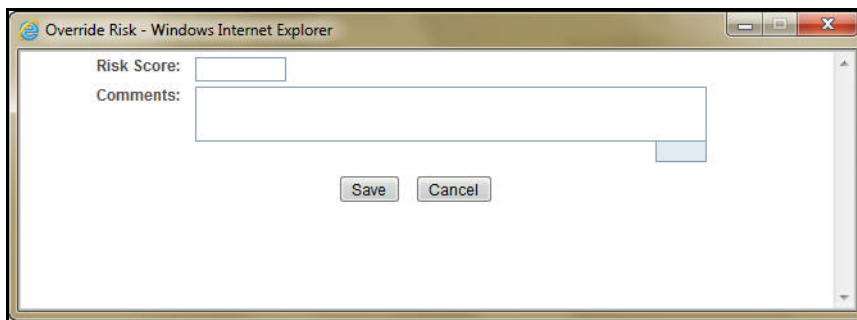 Override Risk - Windows Internet Explorer
Risk Score:
Comments:
Save Cancel